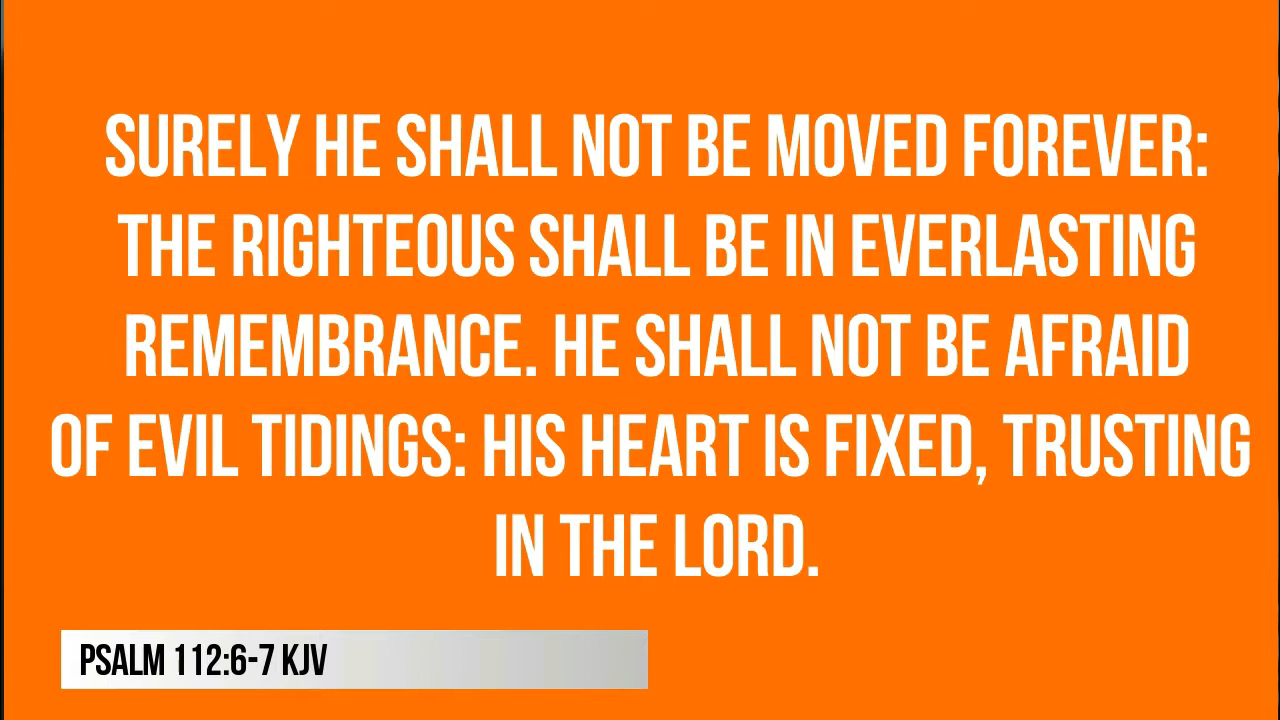 SURELY HE SHALL NOT BE MOVED FOREVER:
THE RIGHTEOUS SHALL BE IN EVERLASTING
REMEMBRANCE. HE SHALL NOT BE AFRAID
OF EVIL TIDINGS: HIS HEART IS FIXED, TRUSTING
IN THE LORD.
PSALM 112:6-7 KJV